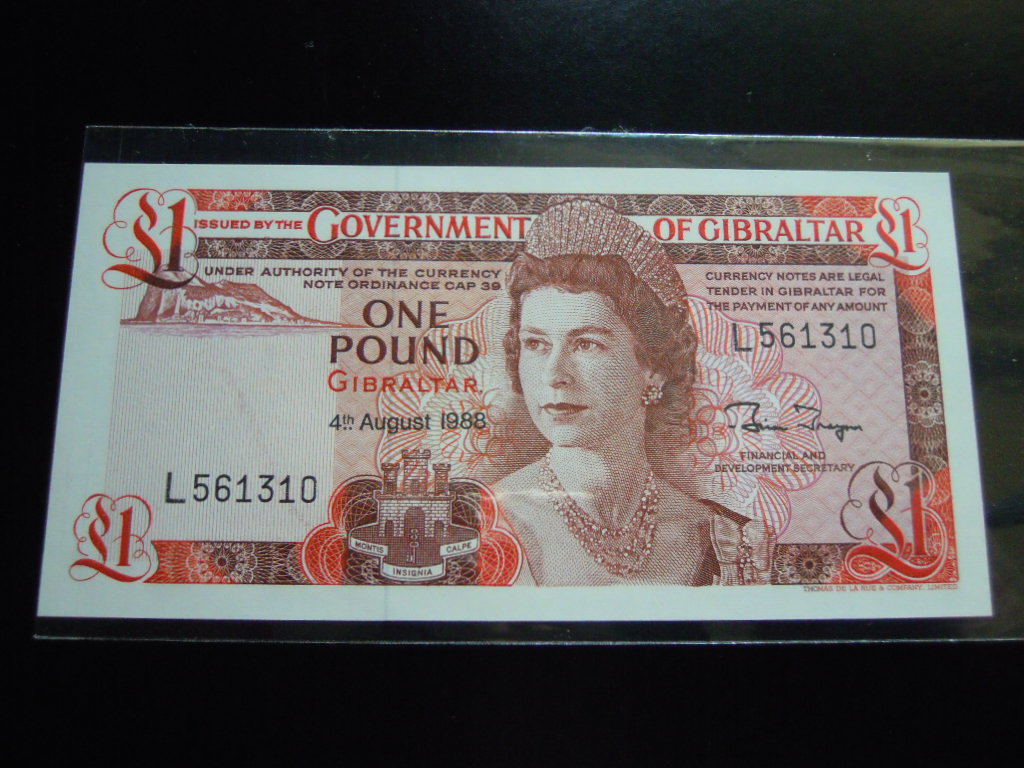 £1 ISSUED BY THE GOVERNMENT OF GIBRALTAR £1
UNDER AUTHORITY OF THE CURRENCY
NOTE ORDINANCE CAP 39
CURRENCY NOTES ARE LEGAL
TENDER IN GIBRALTAR FOR
THE PAYMENT OF ANY AMOUNT
ONE
POUND
GIBRALTAR
L561310
4th August 1988
Brian Traynor
FINANCIAL AND
DEVELOPMENT SECRETARY
L561310
£1
MONTIS CALPE
INSIGNIA
£1
THOMAS DE LA RUE & COMPANY, LIMITED